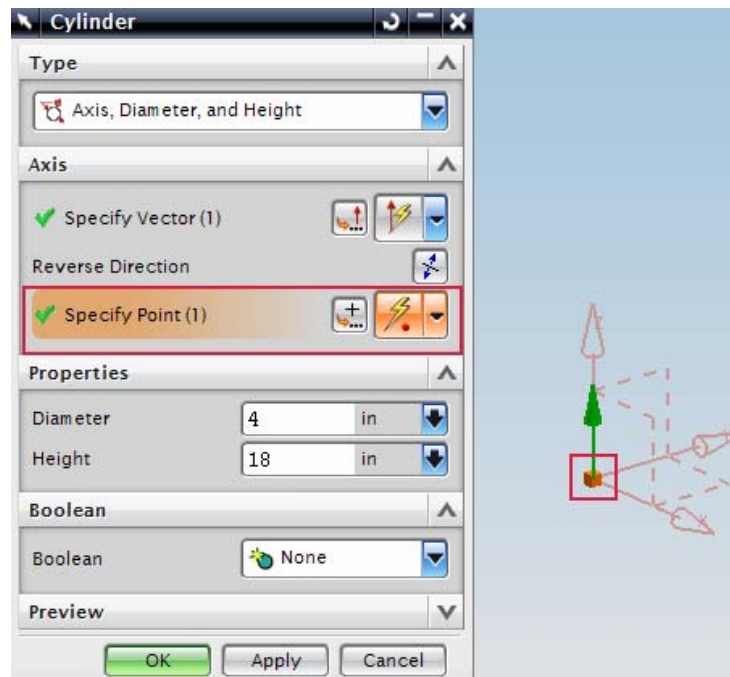 Cylinder
Type
Axis, Diameter, and Height
Axis
Specify Vector (1)
Reverse Direction
Specify Point (1)
Properties
Diameter 4 in
Height 18 in
Boolean
Boolean None
Preview
OK Apply Cancel